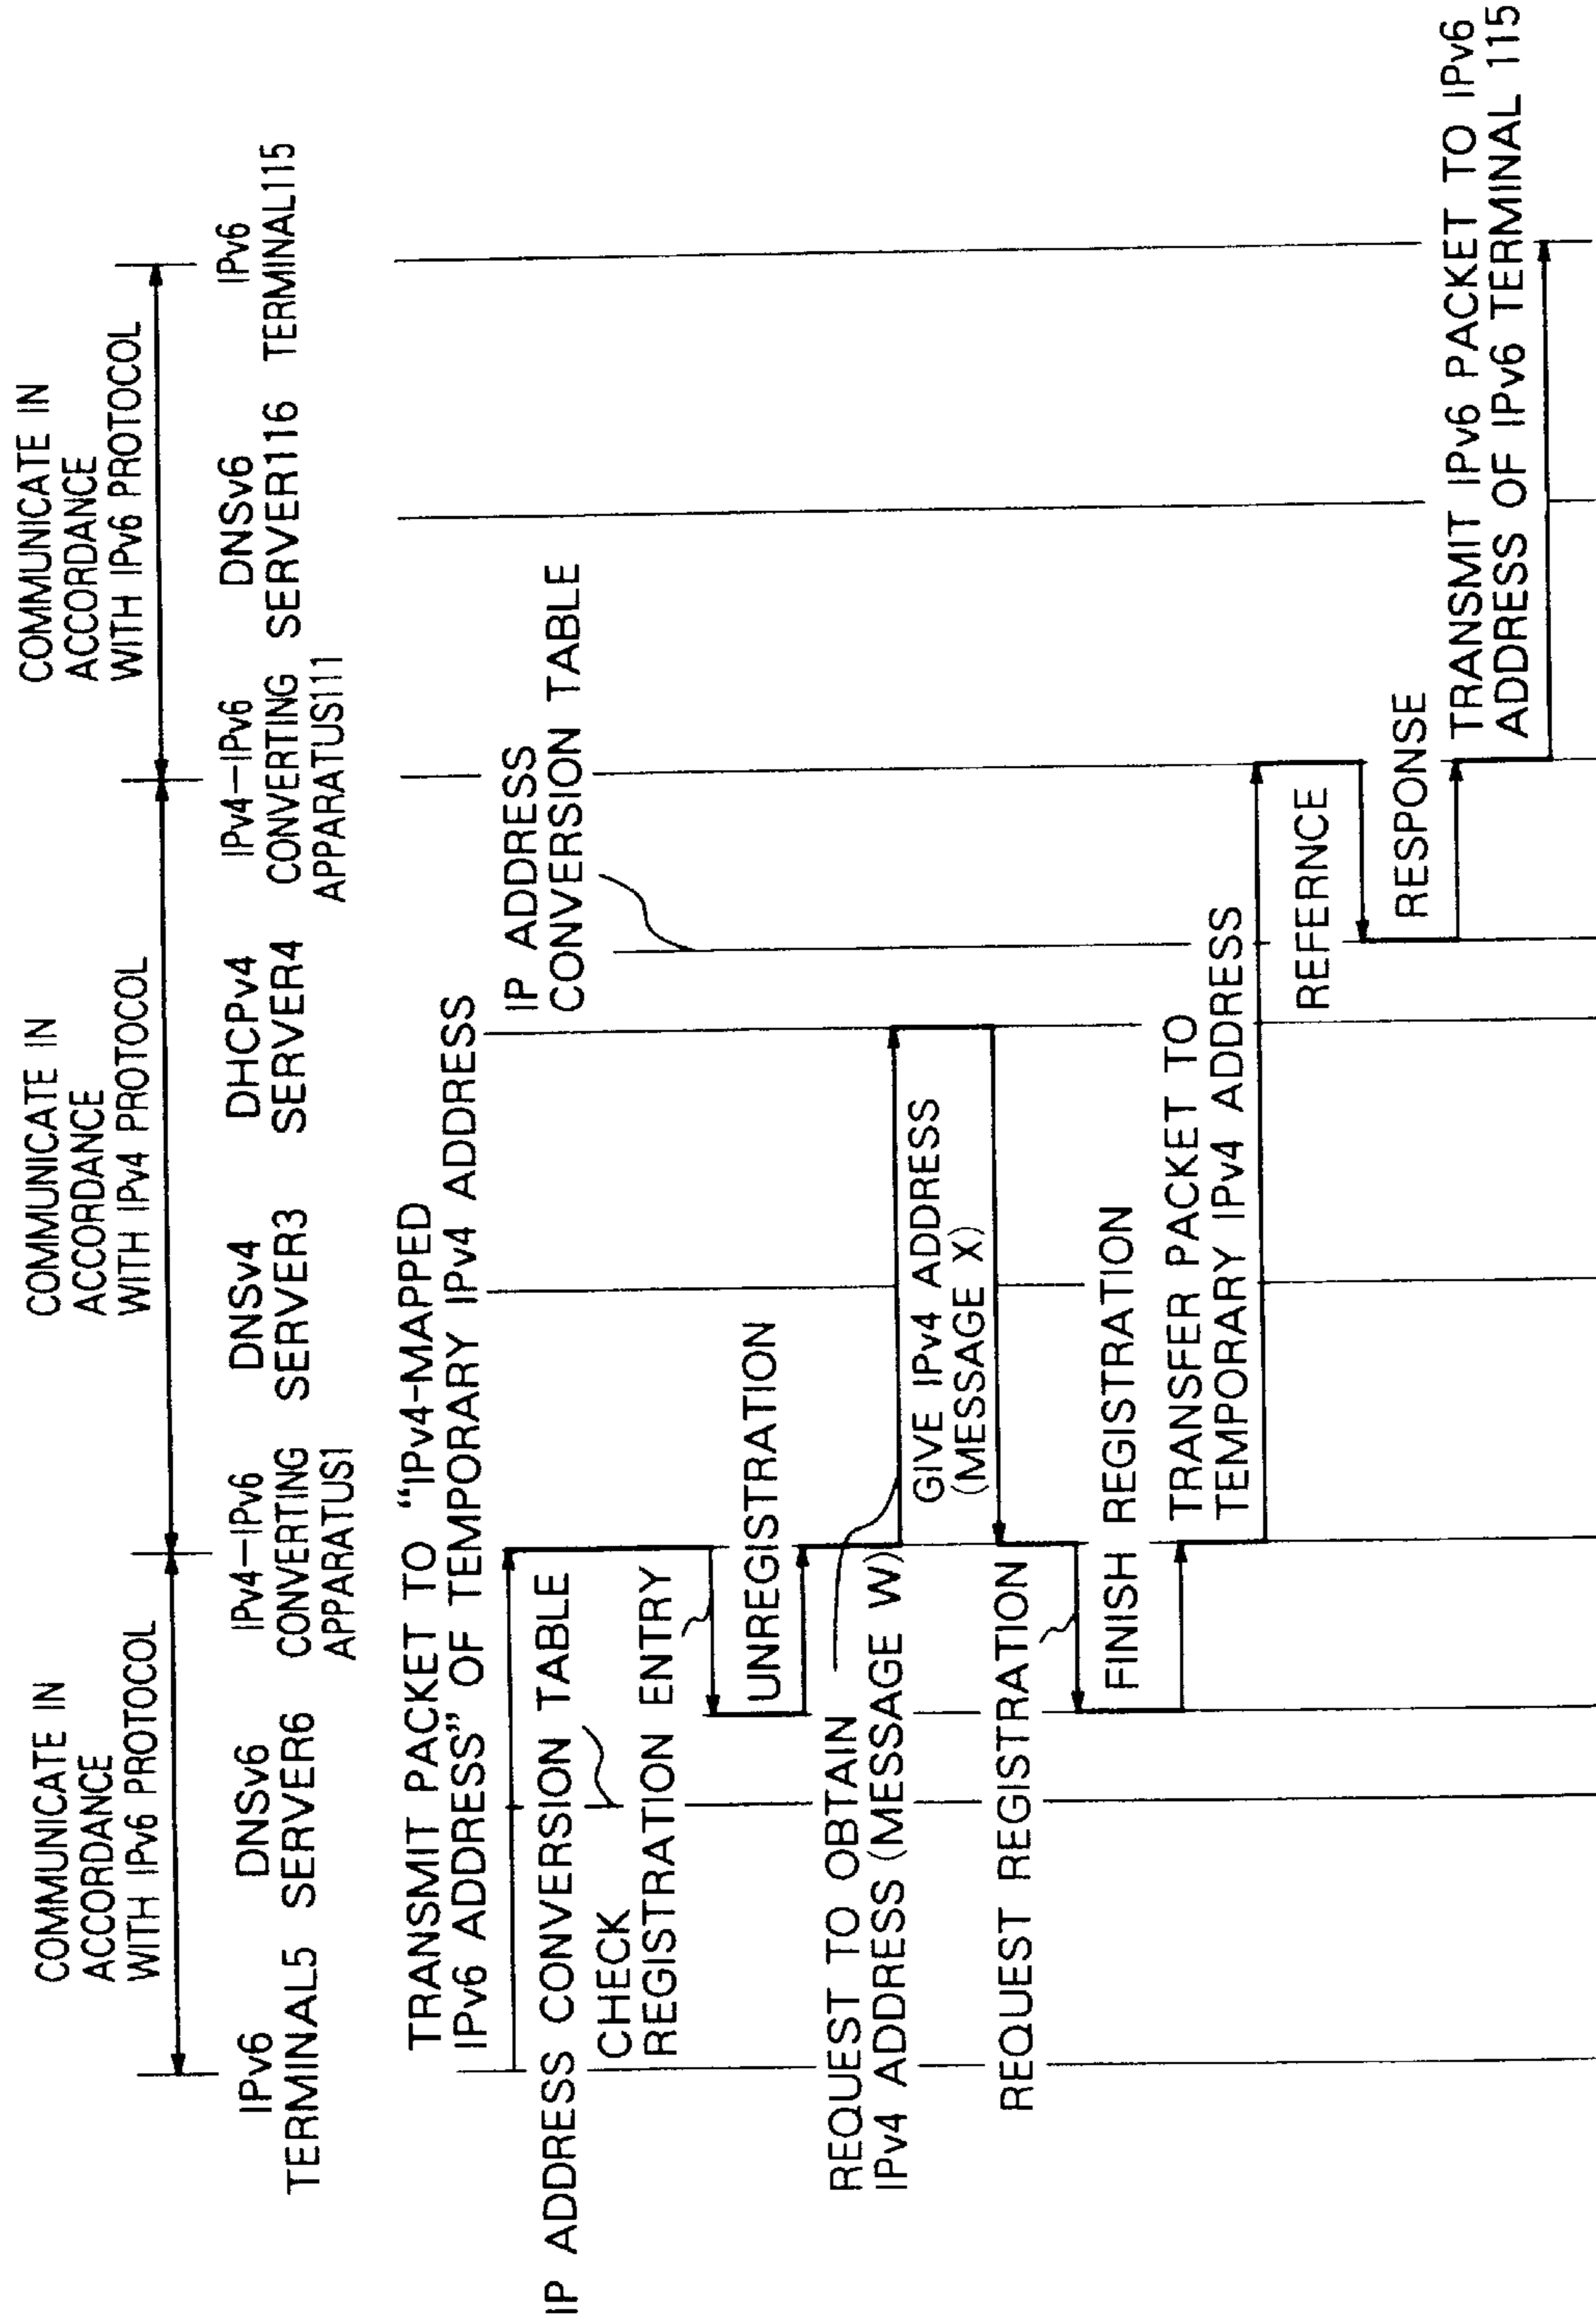 COMMUNICATE IN
ACCORDANCE
WITH IPv6 PROTOCOL
COMMUNICATE IN
ACCORDANCE
WITH IPv4 PROTOCOL
COMMUNICATE IN
ACCORDANCE
WITH IPv6 PROTOCOL
IPv6
TERMINAL5
DNSv6
SERVER6
IPv4-IPv6
CONVERTING
APPARATUS1
DNSv4
SERVER3
DHCPv4
SERVER4
IPv4-IPv6
CONVERTING
APPARATUS111
DNSv6
SERVER116
IPv6
TERMINAL115
TRANSMIT PACKET TO "IPv4-MAPPED
IPv6 ADDRESS" OF TEMPORARY IPv4 ADDRESS
IP ADDRESS CONVERSION TABLE
IP ADDRESS
CONVERSION TABLE
CHECK
REGISTRATION ENTRY
UNREGISTRATION
REQUEST TO OBTAIN
IPv4 ADDRESS (MESSAGE W)
GIVE IPv4 ADDRESS
(MESSAGE X)
REQUEST REGISTRATION
FINISH REGISTRATION
TRANSFER PACKET TO
TEMPORARY IPv4 ADDRESS
REFERNCE
RESPONSE
TRANSMIT IPv6 PACKET TO IPv6
ADDRESS OF IPv6 TERMINAL 115